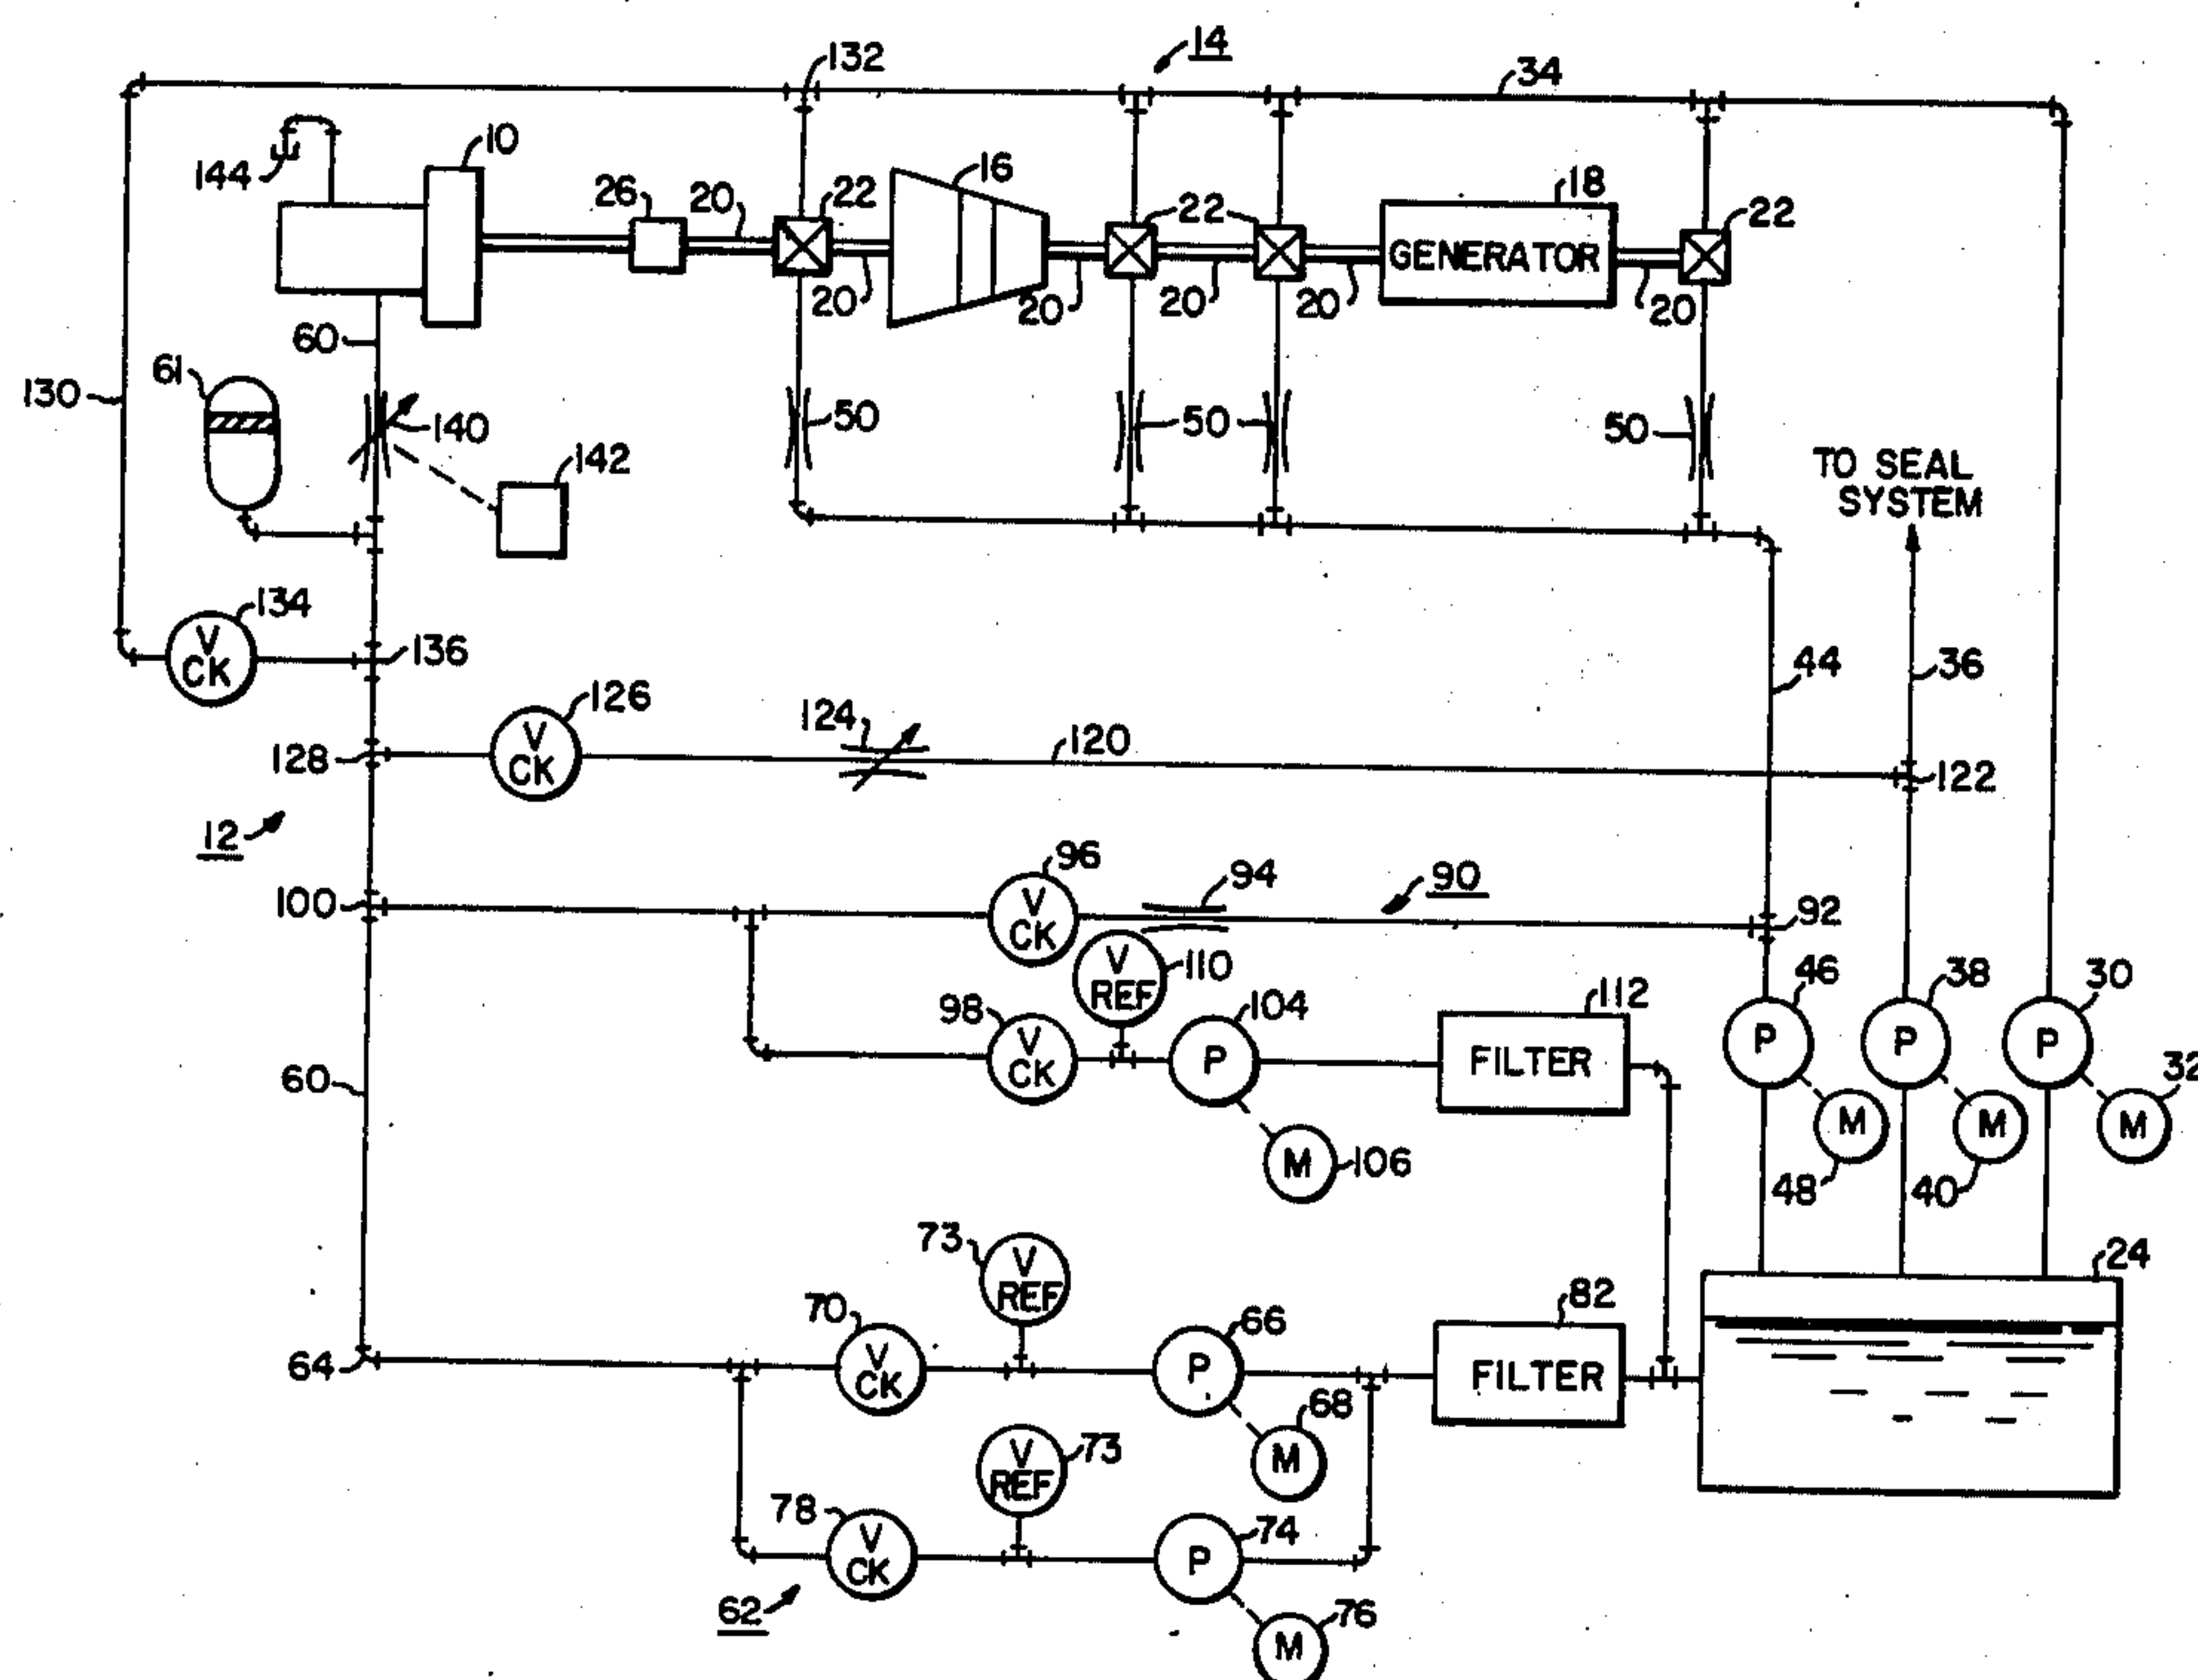 14
132
34
10
144
26
20
22
16
22
18
22
GENERATOR
20
20
20
20
20
60
61
130
140
142
50
50
50
TO SEAL
SYSTEM
134
V
CK
136
44
36
126
V
CK
124
120
128
122
12
96
94
90
100
V
CK
92
110
V
REF
98
V
CK
104
P
112
FILTER
46
P
38
P
30
P
32
M
M
M
48
40
60
M
106
73
V
REF
24
70
V
CK
66
P
82
FILTER
64
68
M
V
REF
73
78
V
CK
74
P
62
76
M